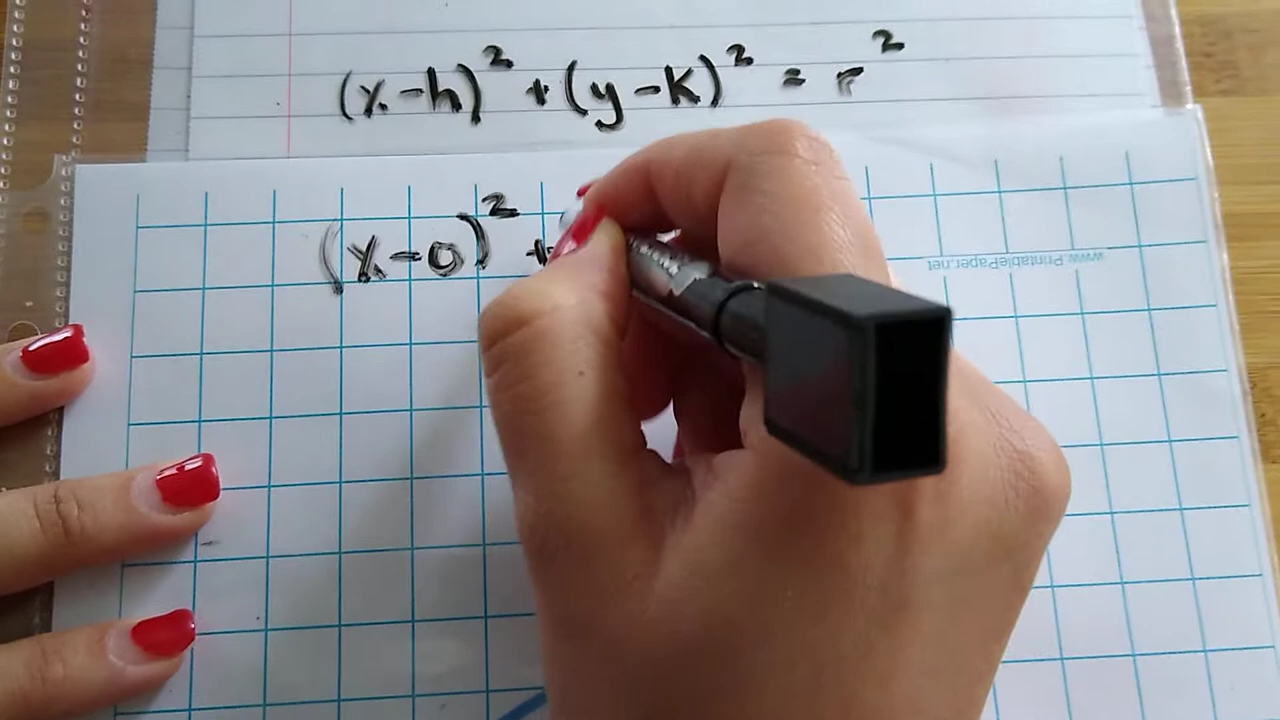 (x-h)² + (y-k)² = r²
(x-0)² +
www.PrintablePaper.net